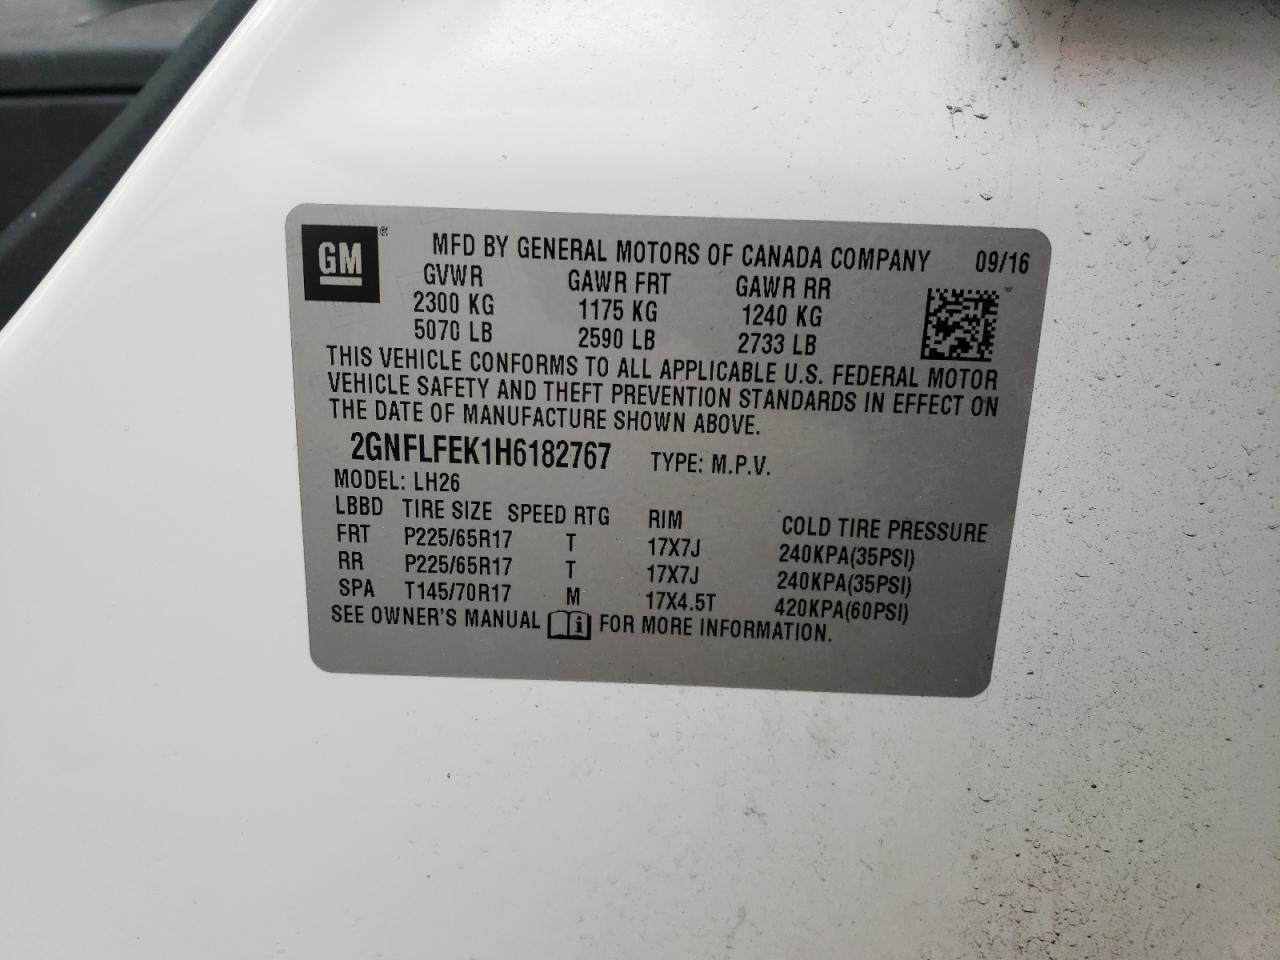 GM ®
MFD BY GENERAL MOTORS OF CANADA COMPANY 09/16
GVWR GAWR FRT GAWR RR
2300 KG 1175 KG 1240 KG
5070 LB 2590 LB 2733 LB
THIS VEHICLE CONFORMS TO ALL APPLICABLE U.S. FEDERAL MOTOR
VEHICLE SAFETY AND THEFT PREVENTION STANDARDS IN EFFECT ON
THE DATE OF MANUFACTURE SHOWN ABOVE.
2GNFLFEK1H6182767 TYPE: M.P.V.
MODEL: LH26
LBBD TIRE SIZE SPEED RTG RIM COLD TIRE PRESSURE
FRT P225/65R17 T 17X7J 240KPA(35PSI)
RR P225/65R17 T 17X7J 240KPA(35PSI)
SPA T145/70R17 M 17X4.5T 420KPA(60PSI)
SEE OWNER'S MANUAL i FOR MORE INFORMATION.